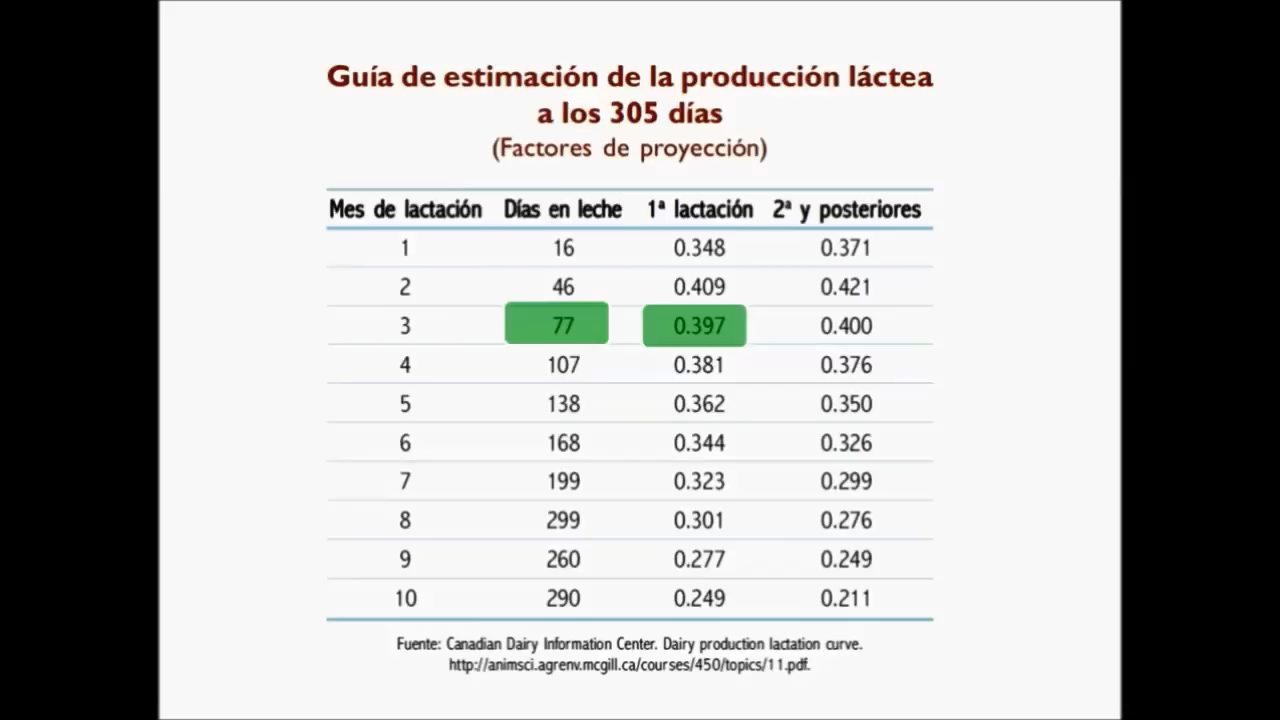 Guía de estimación de la producción láctea
a los 305 días
(Factores de proyección)
Mes de lactación Días en leche 1ª lactación 2ª y posteriores
1 16 0.348 0.371
2 46 0.409 0.421
3 77 0.397 0.400
4 107 0.381 0.376
5 138 0.362 0.350
6 168 0.344 0.326
7 199 0.323 0.299
8 299 0.301 0.276
9 260 0.277 0.249
10 290 0.249 0.211
Fuente: Canadian Dairy Information Center. Dairy production lactation curve.
http://animsci.agrenv.mcgill.ca/courses/450/topics/11.pdf.